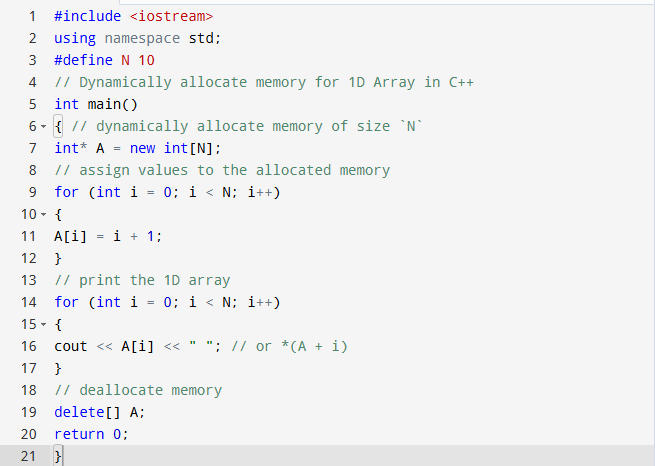 1 #include <iostream>
2 using namespace std;
3 #define N 10
4 // Dynamically allocate memory for 1D Array in C++
5 int main()
6 { // dynamically allocate memory of size `N`
7 int* A = new int[N];
8 // assign values to the allocated memory
9 for (int i = 0; i < N; i++)
10 {
11 A[i] = i + 1;
12 }
13 // print the 1D array
14 for (int i = 0; i < N; i++)
15 {
16 cout << A[i] << " "; // or *(A + i)
17 }
18 // deallocate memory
19 delete[] A;
20 return 0;
21 }